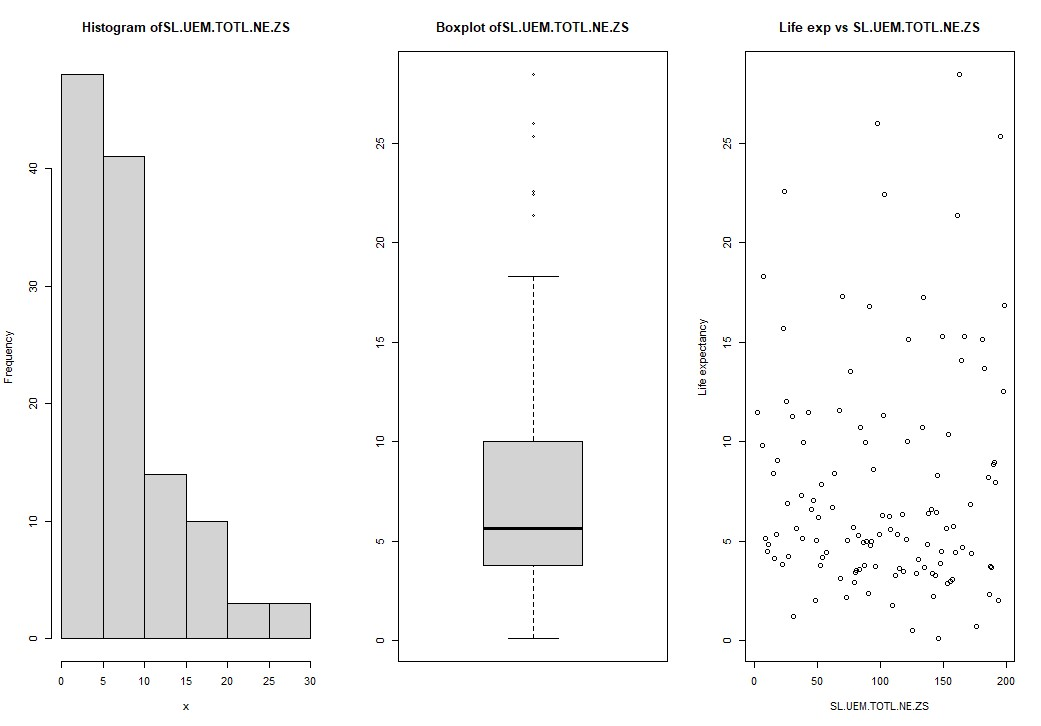 Histogram ofSL.UEM.TOTL.NE.ZS
Frequency
0
10
20
30
40
0 5 10 15 20 25 30
x
Boxplot ofSL.UEM.TOTL.NE.ZS
0
5
10
15
20
25
Life exp vs SL.UEM.TOTL.NE.ZS
Life expectancy
0
5
10
15
20
25
0 50 100 150 200
SL.UEM.TOTL.NE.ZS